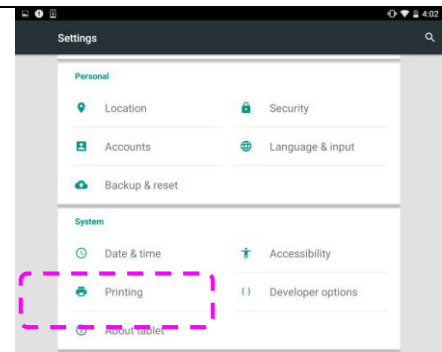 4:02
Settings
Personal
Location
Security
Accounts
Language & input
Backup & reset
System
Date & time
Accessibility
Printing
Developer options
About tablet